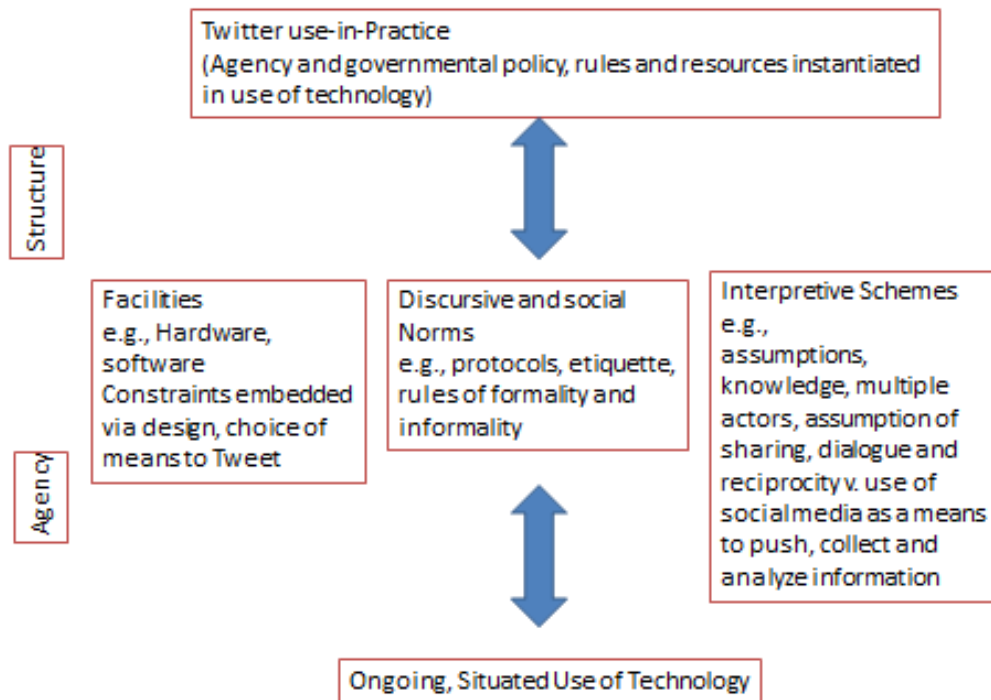 Twitter use-in-Practice
(Agency and governmental policy, rules and resources instantiated
in use of technology)
Structure
Facilities
e.g., Hardware,
software
Constraints embedded
via design, choice of
means to Tweet
Discursive and social
Norms
e.g., protocols, etiquette,
rules of formality and
informality
Interpretive Schemes
e.g.,
assumptions,
knowledge, multiple
actors, assumption of
sharing, dialogue and
reciprocity v. use of
social media as a means
to push, collect and
analyze information
Agency
Ongoing, Situated Use of Technology